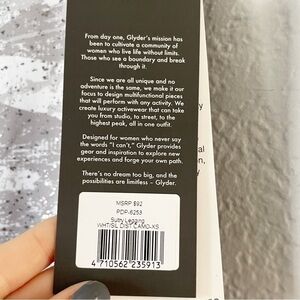 From day one, Glyder's mission has
been to cultivate a community of
women who live life without limits.
Those who see a boundary and break
through it.
Since we are all unique and no
adventure is the same, we make it our
focus to design multifunctional pieces
that will perform with any activity. We
create luxury activewear that can take
you from studio, to street, to the
highest peak, all in one outfit.
Designed for women who never say
the words "I can't," Glyder provides
gear and inspiration to explore new
experiences and forge your own path.
There's no dream too big, and the
possibilities are limitless – Glyder.
MSRP $92
PDP-6253
Sultry Legging
WHT/SL DIST CAMO-XS
4 710562 235913